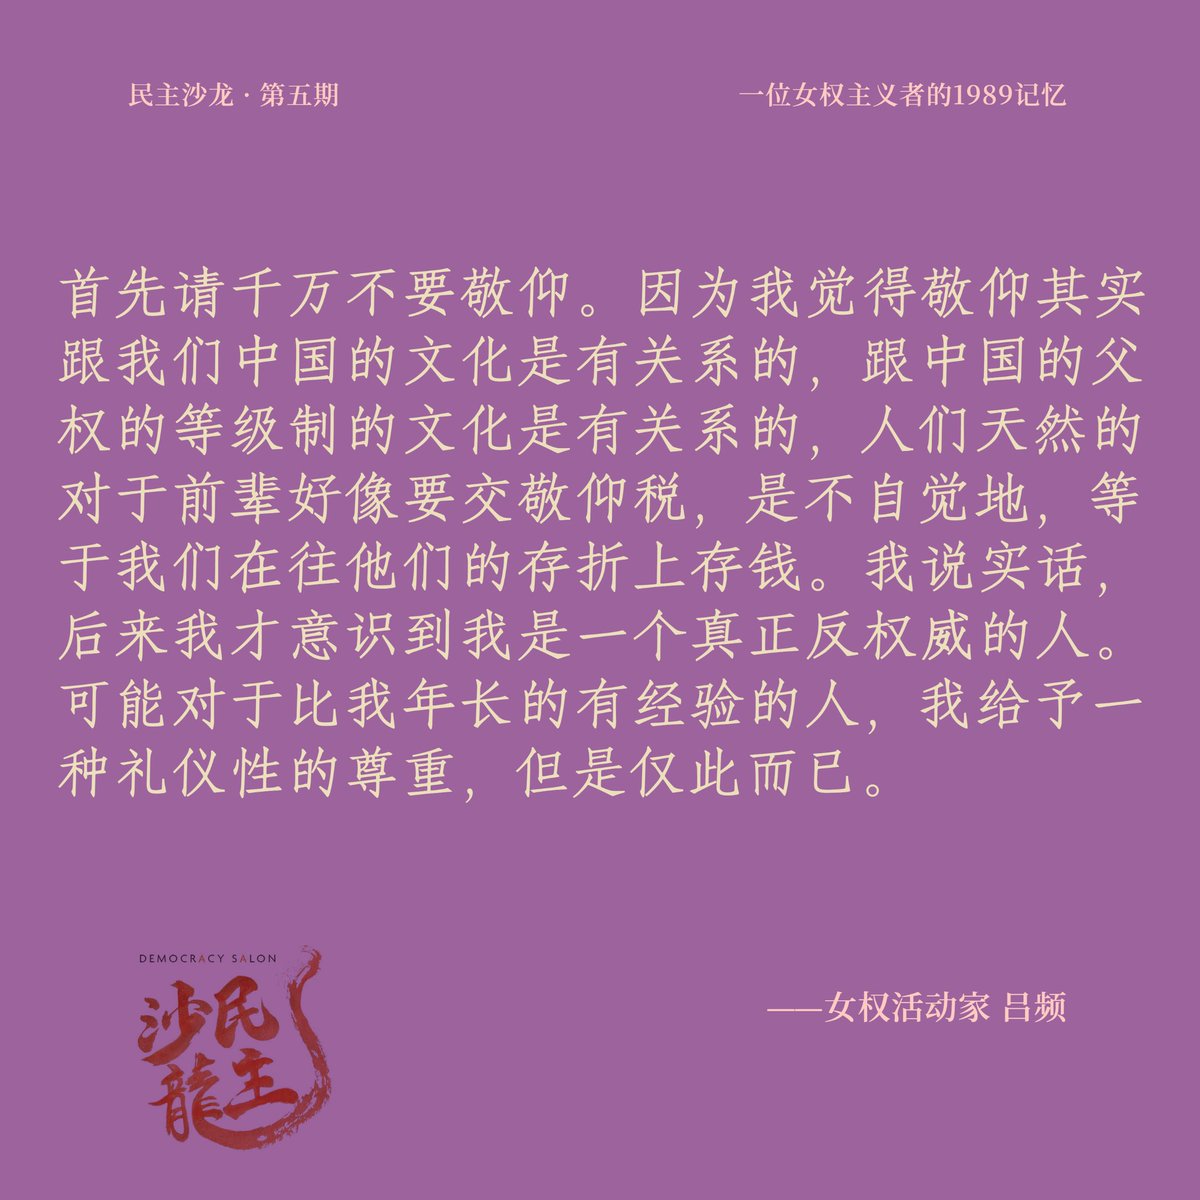 民主沙龙 · 第五期
一位女权主义者的1989记忆
首先请千万不要敬仰。因为我觉得敬仰其实
跟我们中国的文化是有关系的，跟中国的父
权的等级制的文化是有关系的，人们天然的
对于前辈好像要交敬仰税，是不自觉地，等
于我们在往他们的存折上存钱。我说实话，
后来我才意识到我是一个真正反权威的人。
可能对于比我年长的有经验的人，我给予一
种礼仪性的尊重，但是仅此而已。
DEMOCRACY SALON
民主
沙龍
——女权活动家 吕频